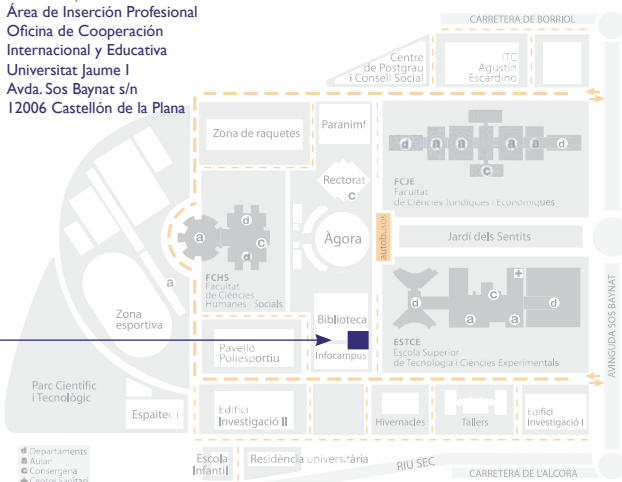 Área de Inserción Profesional
Oficina de Cooperación
Internacional y Educativa
Universitat Jaume I
Avda. Sos Baynat s/n
12006 Castellón de la Plana
CARRETERA DE BORRIOL
Centre
de Postgrau
i Consell Social
ITC
Agustín
Escardino
Zona de raquetes
Paranimf
d
a
a
a
a
d
c
FCJE
Facultat
de Ciències Jurídiques i Econòmiques
Rectorat
c
a
d
c
d
Àgora
autobusos
Jardí dels Sentits
FCHS
Facultat
de Ciències
Humanes i Socials
a
Zona
esportiva
Biblioteca
Infocampus
Pavelló
Poliesportiu
d
c
a
a
d
ESTCE
Escola Superior
de Tecnologia i Ciències Experimentals
AVINGUDA SOS BAYNAT
Parc Científic
i Tecnològic
Espaitec I
Edifici
Investigació II
Hivernacles
Tallers
Edifici
Investigació I
d Departaments
a Aulari
c Consergeria
Centre Sanitari
Escola
Infantil
Residència universitària
RIU SEC
CARRETERA DE L'ALCORA